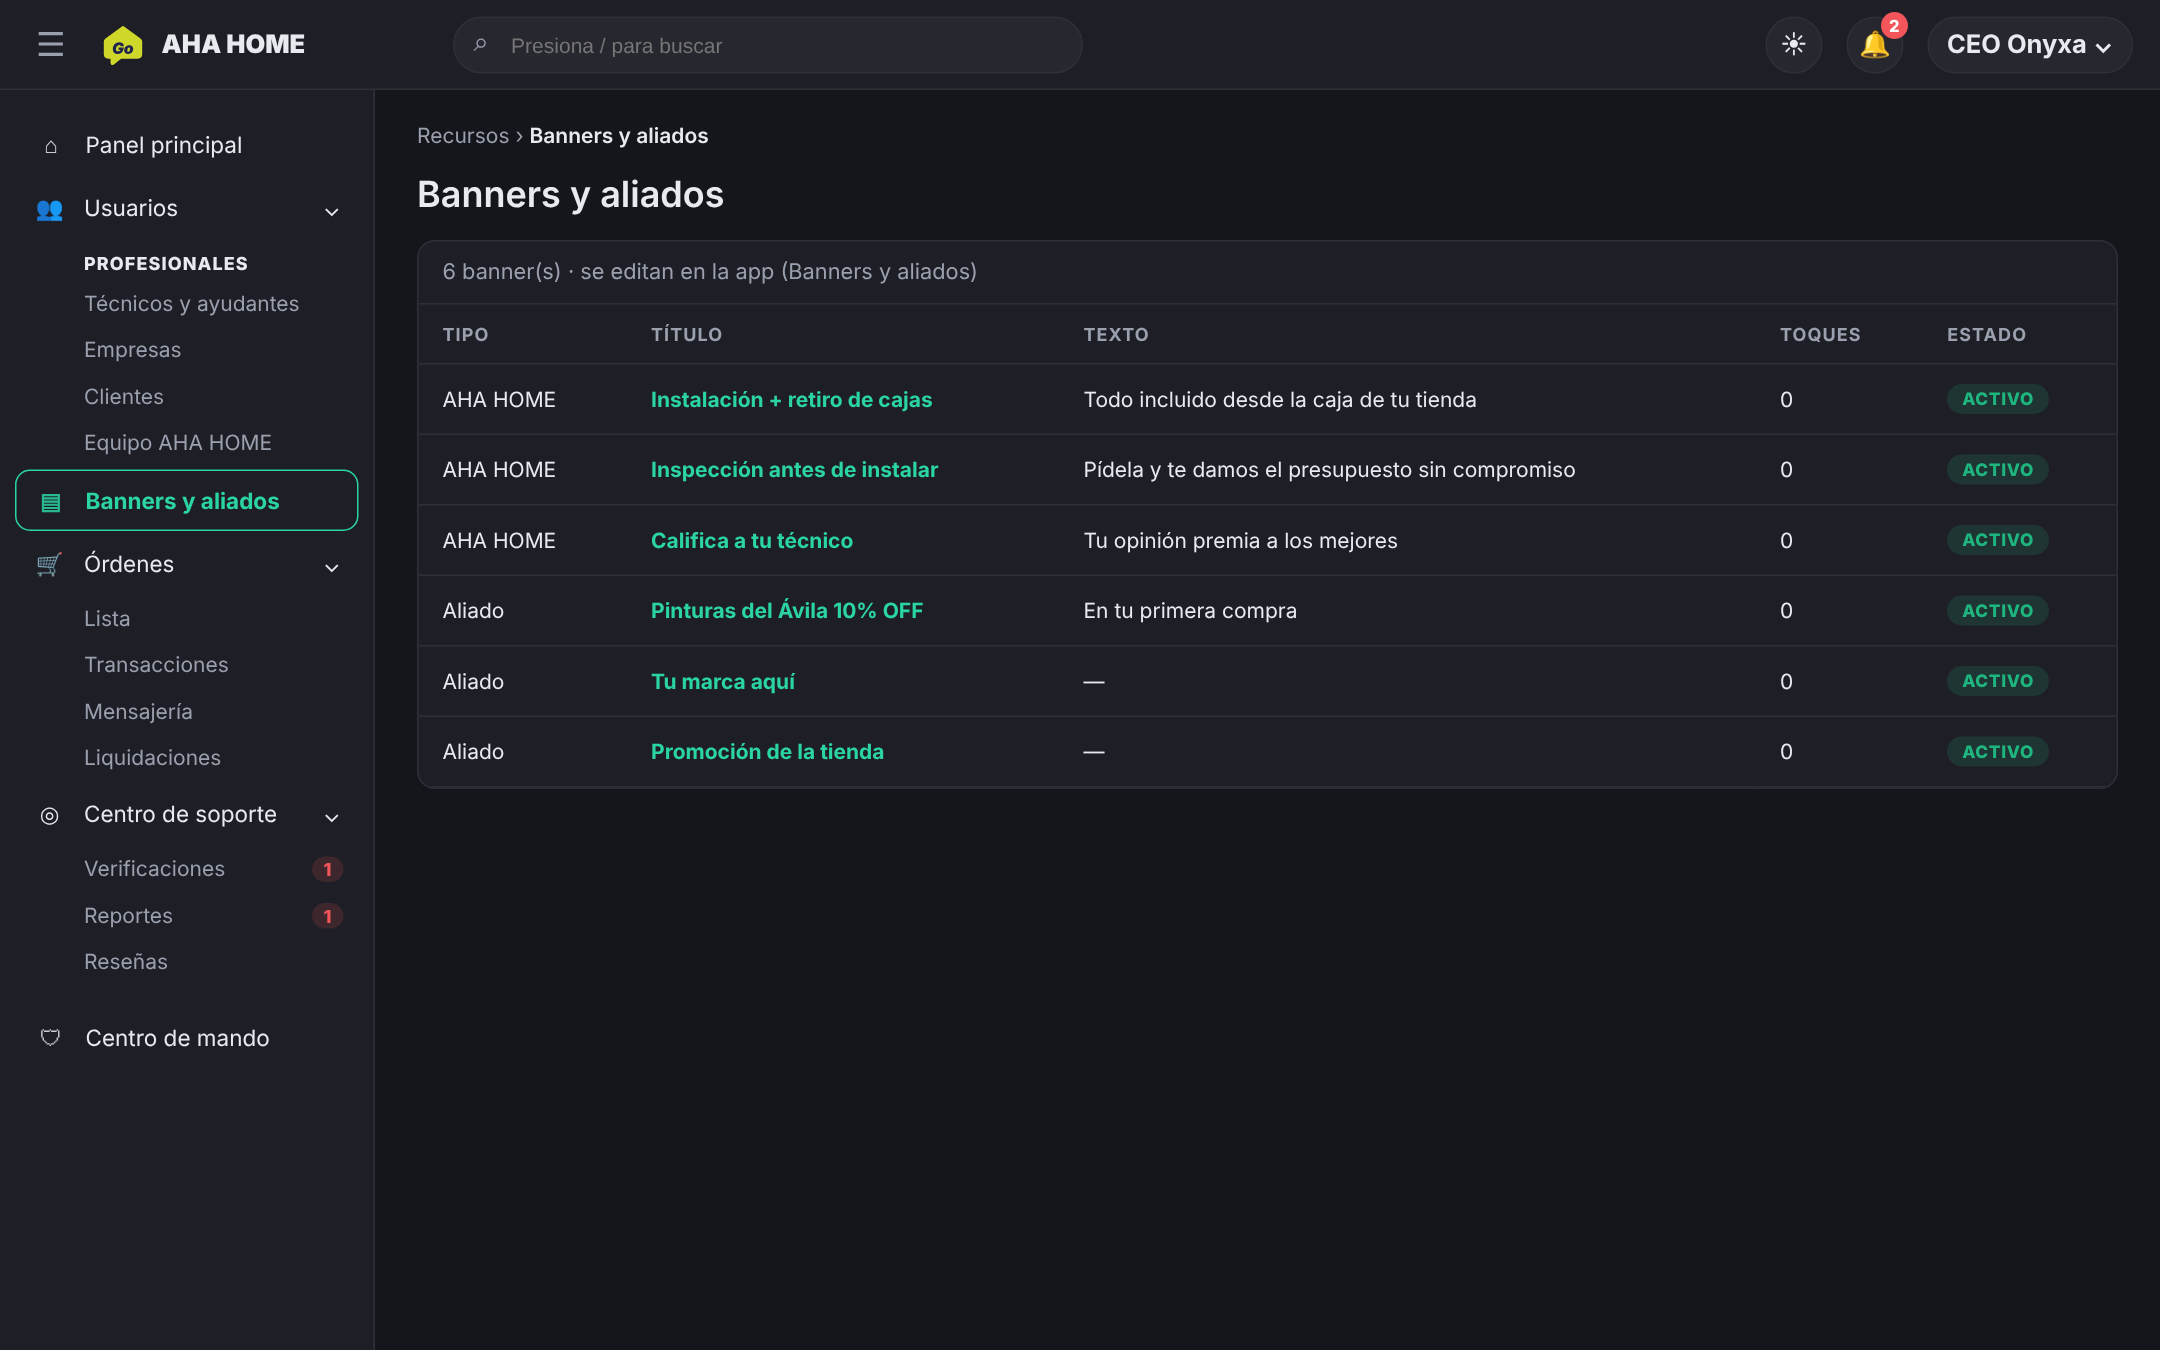 Go AHA HOME
Presiona / para buscar
2
CEO Onyxa
Panel principal
Usuarios
PROFESIONALES
Técnicos y ayudantes
Empresas
Clientes
Equipo AHA HOME
Banners y aliados
Órdenes
Lista
Transacciones
Mensajería
Liquidaciones
Centro de soporte
Verificaciones 1
Reportes 1
Reseñas
Centro de mando
Recursos › Banners y aliados
Banners y aliados
6 banner(s) · se editan en la app (Banners y aliados)
TIPO TÍTULO TEXTO TOQUES ESTADO
AHA HOME Instalación + retiro de cajas Todo incluido desde la caja de tu tienda 0 ACTIVO
AHA HOME Inspección antes de instalar Pídela y te damos el presupuesto sin compromiso 0 ACTIVO
AHA HOME Califica a tu técnico Tu opinión premia a los mejores 0 ACTIVO
Aliado Pinturas del Ávila 10% OFF En tu primera compra 0 ACTIVO
Aliado Tu marca aquí — 0 ACTIVO
Aliado Promoción de la tienda — 0 ACTIVO